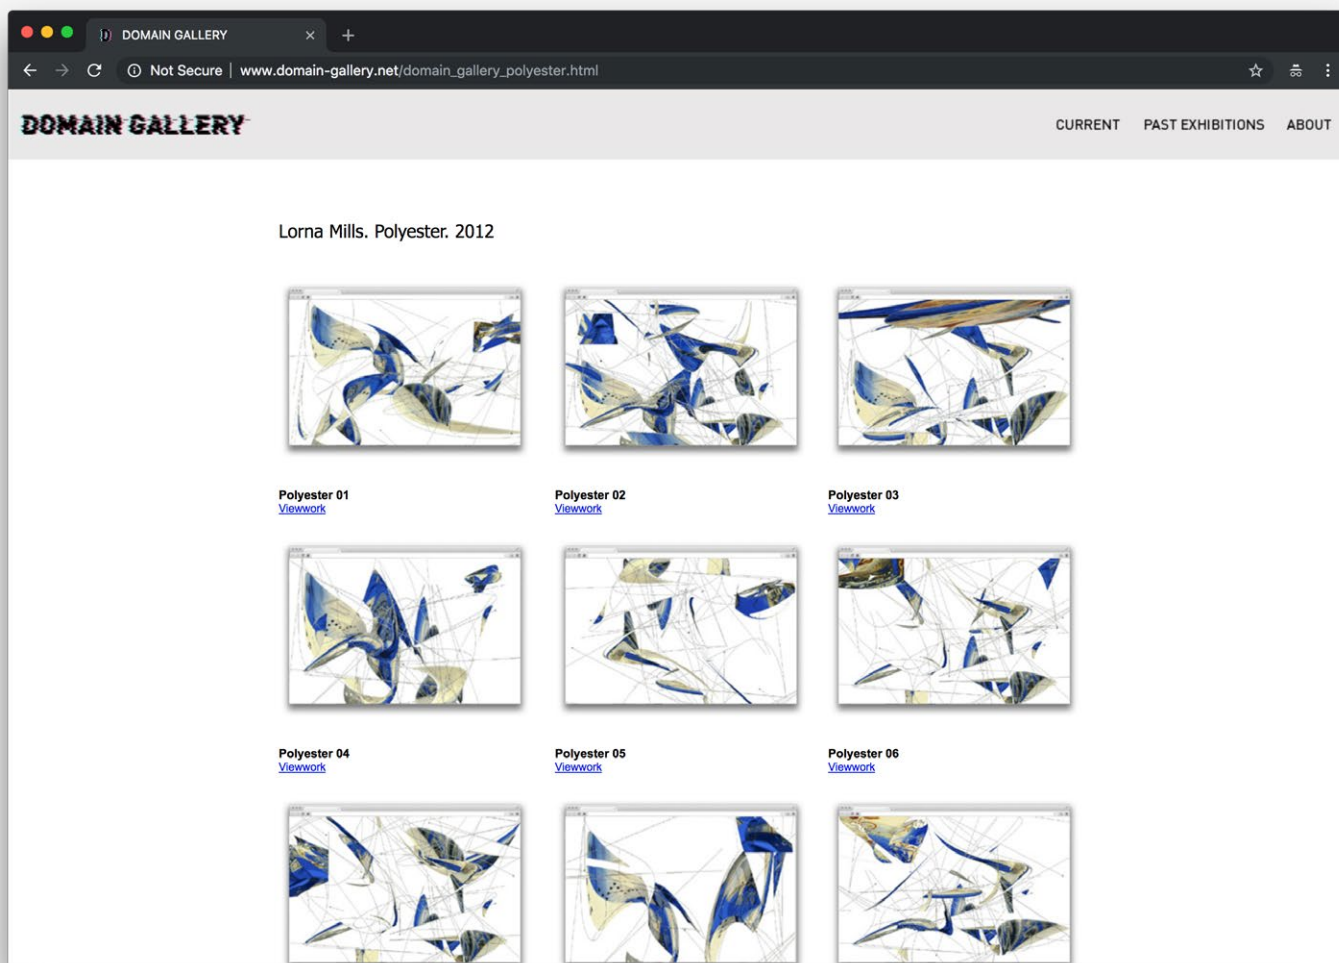 DOMAIN GALLERY
Not Secure | www.domain-gallery.net/domain_gallery_polyester.html
DOMAIN GALLERY
CURRENT PAST EXHIBITIONS ABOUT
Lorna Mills. Polyester. 2012
Polyester 01 Polyester 02 Polyester 03
Viewwork Viewwork Viewwork
Polyester 04 Polyester 05 Polyester 06
Viewwork Viewwork Viewwork